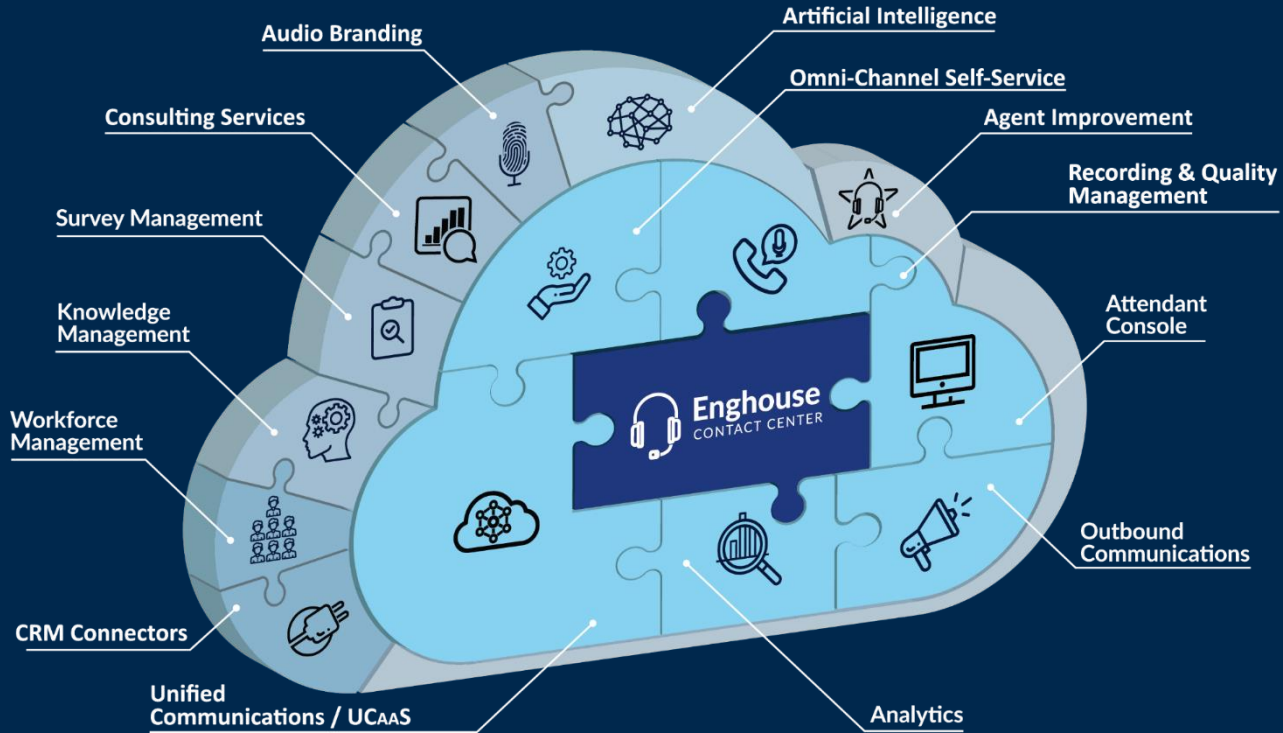 Artificial Intelligence
Audio Branding
Omni-Channel Self-Service
Consulting Services
Agent Improvement
Recording & Quality
Management
Survey Management
Knowledge
Management
Attendant
Console
Workforce
Management
Enghouse
CONTACT CENTER
Outbound
Communications
CRM Connectors
Unified
Communications / UCAAS
Analytics